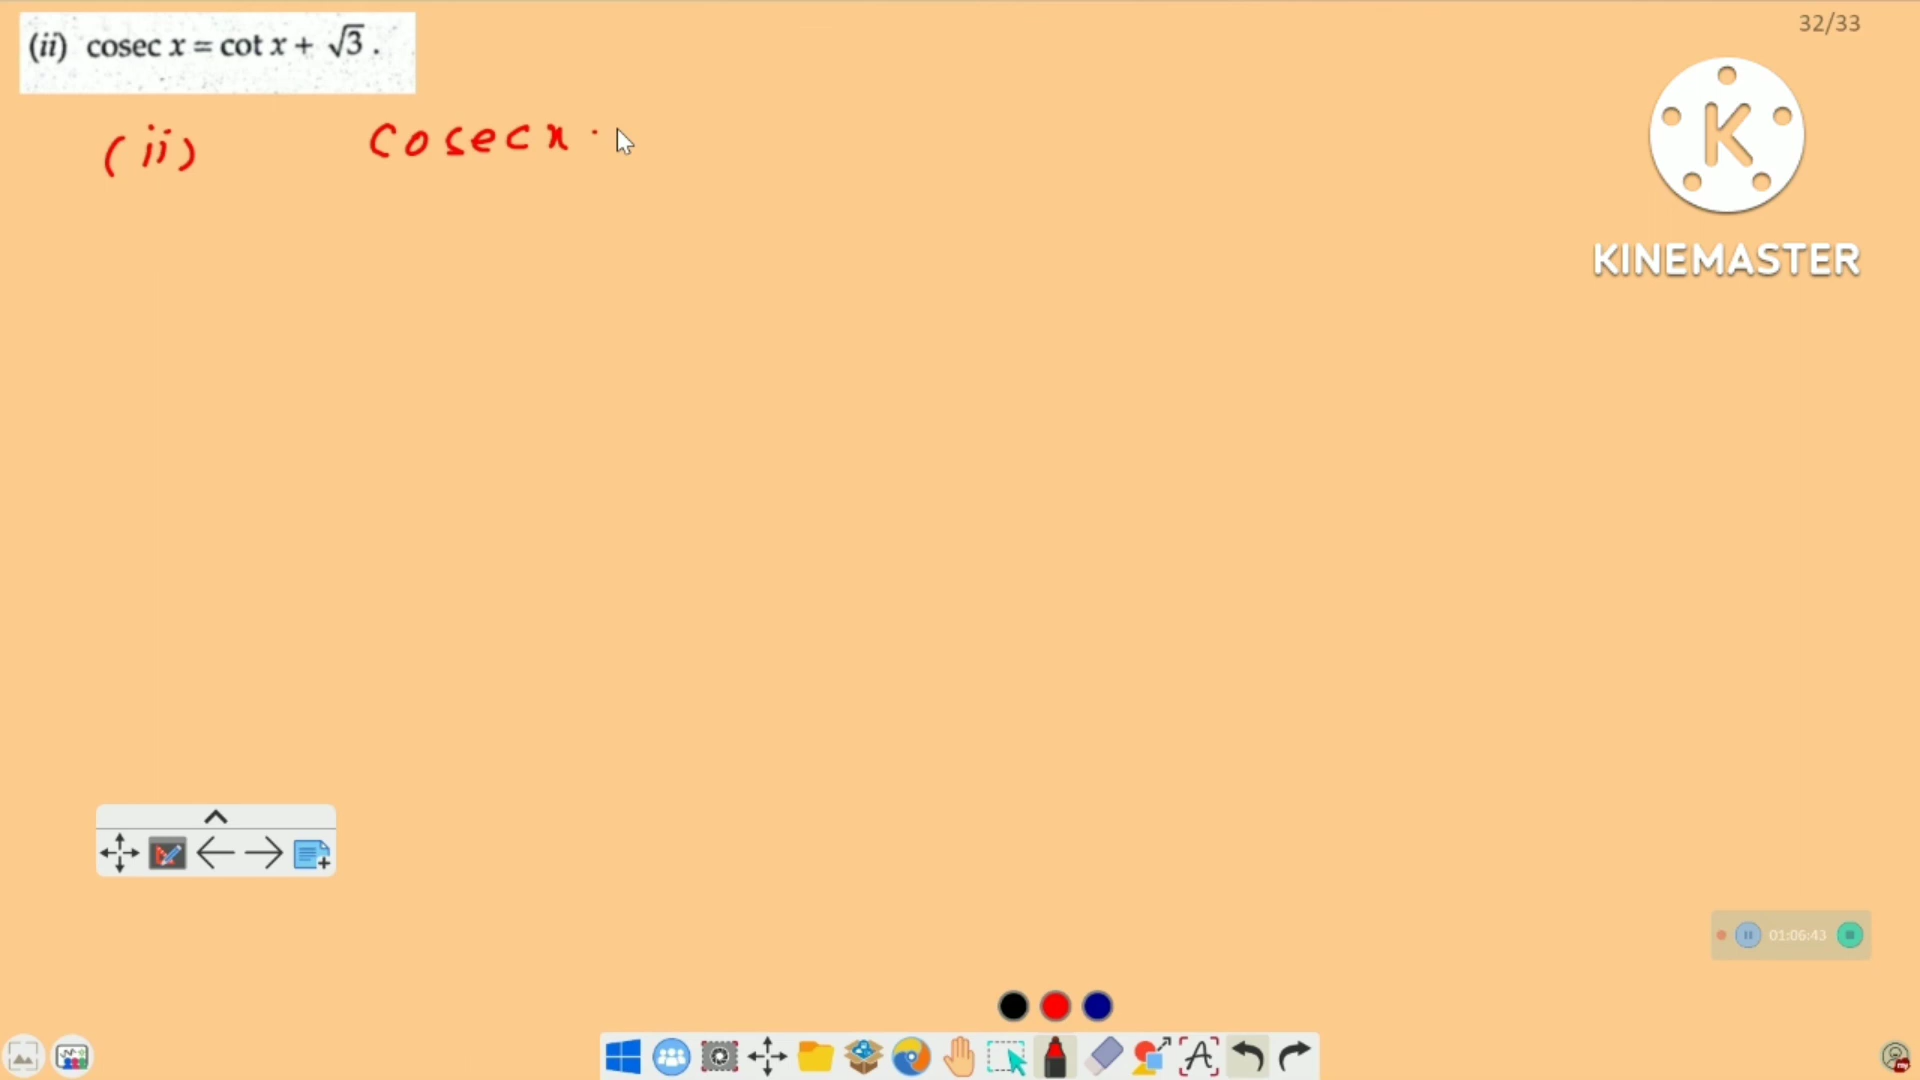 (ii) cosec x = cot x + √3 .
32/33
(ii) Cosec x
KINEMASTER
01:06:43